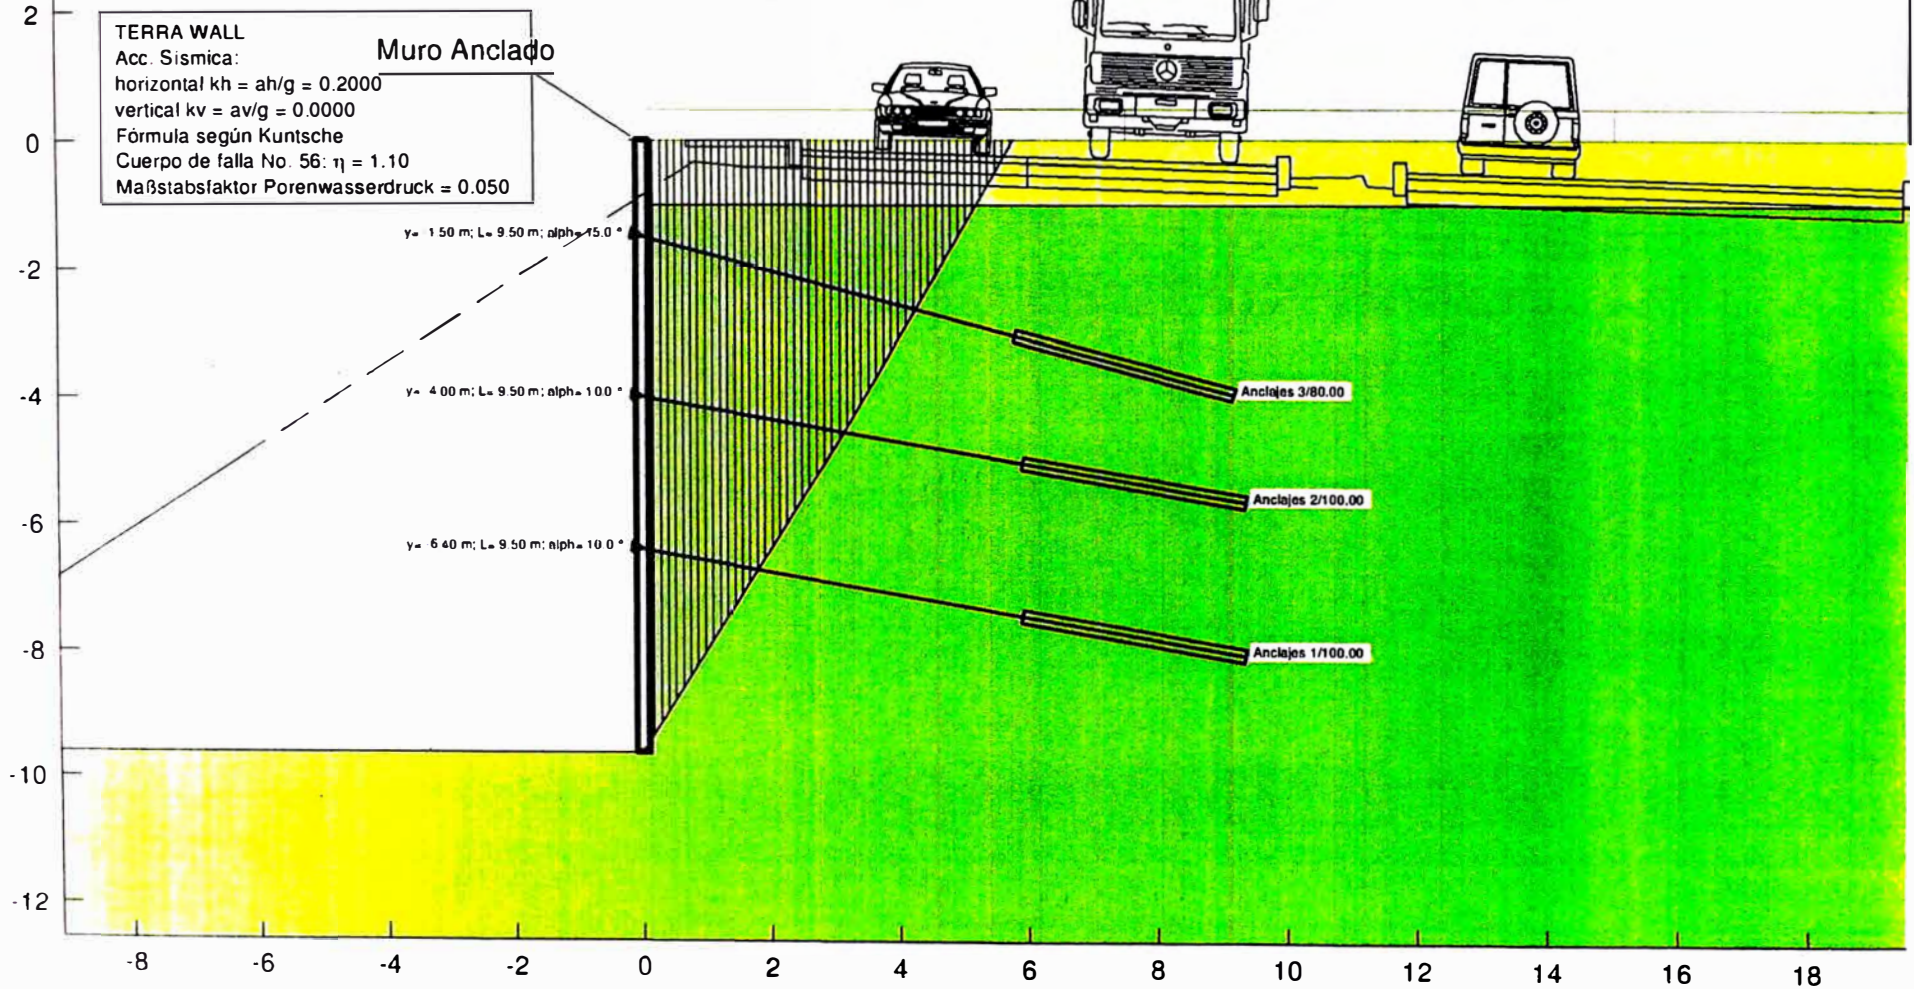 TERRA WALL
Acc. Sismica:
horizontal kh = ah/g = 0.2000
vertical kv = av/g = 0.0000
Fórmula según Kuntsche
Cuerpo de falla No. 56: η = 1.10
Maßstabsfaktor Porenwasserdruck = 0.050
Muro Anclado
y= 1 50 m; L= 9.50 m; alph= 15.0 °
y= 4 00 m; L= 9.50 m; alph= 10 0 °
y= 6 40 m; L= 9 50 m; alph= 10 0 °
Anclajes 3/80.00
Anclajes 2/100.00
Anclajes 1/100.00
2
0
-2
-4
-6
-8
-10
-12
-8 -6 -4 -2 0 2 4 6 8 10 12 14 16 18